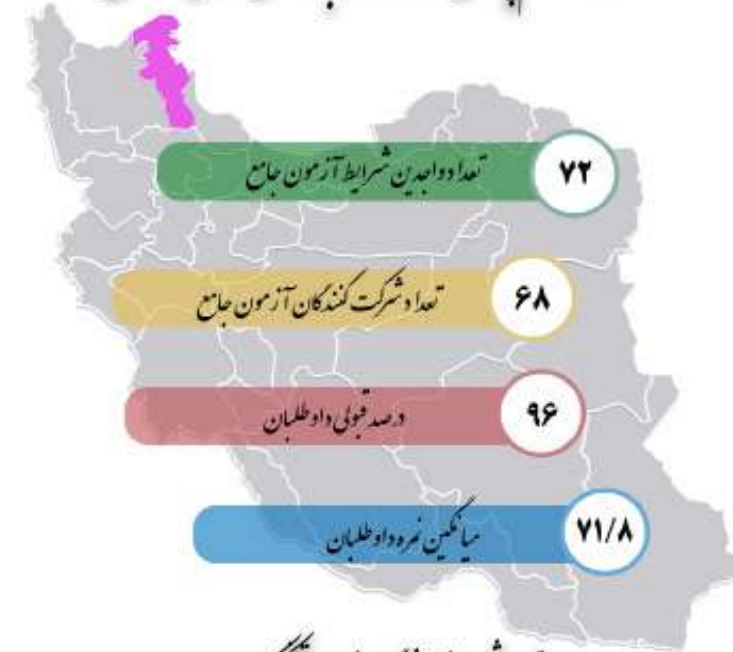 تعداد واجدین شرایط آزمون جامع
۷۲
تعداد شرکت کنندگان آزمون جامع
۶۸
درصد قبولی داوطلبان
۹۶
میانگین نمره داوطلبان
۷۱/۸